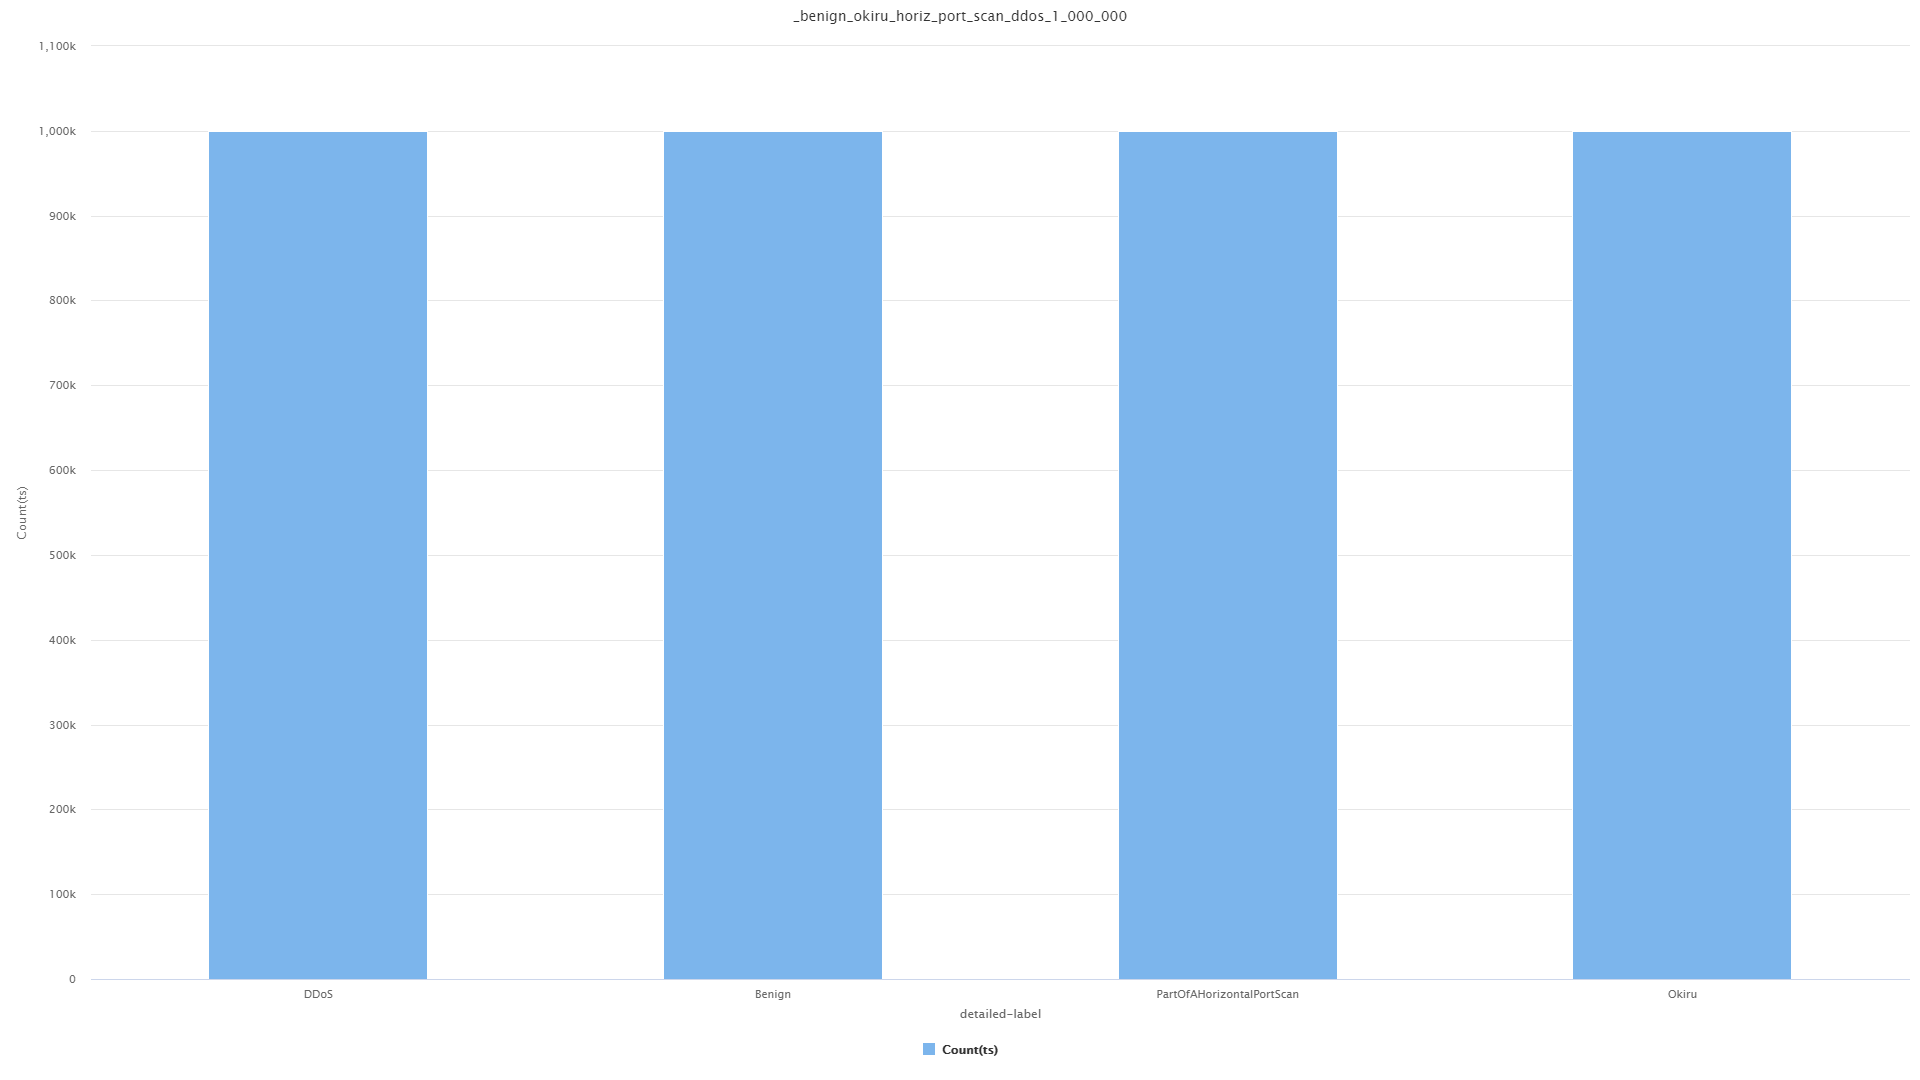 _benign_okiru_horiz_port_scan_ddos_1_000_000
1,100k
1,000k
900k
800k
700k
600k
500k
400k
300k
200k
100k
0
Count(ts)
DDoS
Benign
PartOfAHorizontalPortScan
Okiru
detailed-label
Count(ts)